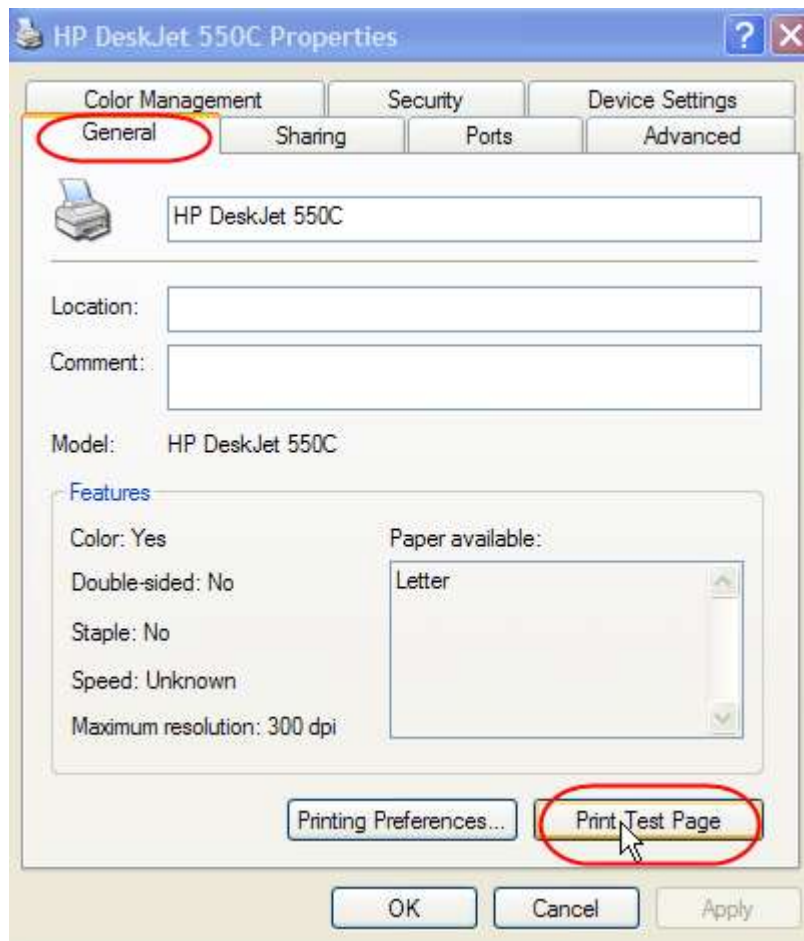 HP DeskJet 550C Properties
Color Management Security Device Settings
General Sharing Ports Advanced
HP DeskJet 550C
Location:
Comment:
Model: HP DeskJet 550C
Features
Color: Yes Paper available:
Double-sided: No Letter
Staple: No
Speed: Unknown
Maximum resolution: 300 dpi
Printing Preferences... Print Test Page
OK Cancel Apply